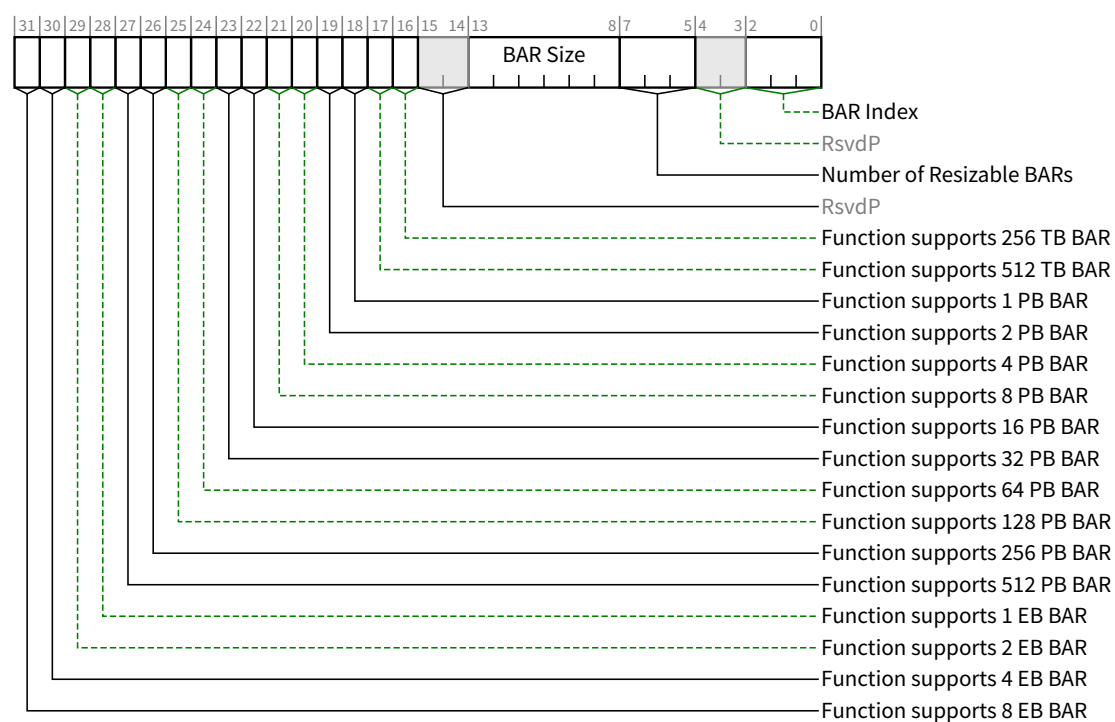 31 30 29 28 27 26 25 24 23 22 21 20 19 18 17 16 15 14 13 8 7 5 4 3 2 0
BAR Size
BAR Index
RsvdP
Number of Resizable BARs
RsvdP
Function supports 256 TB BAR
Function supports 512 TB BAR
Function supports 1 PB BAR
Function supports 2 PB BAR
Function supports 4 PB BAR
Function supports 8 PB BAR
Function supports 16 PB BAR
Function supports 32 PB BAR
Function supports 64 PB BAR
Function supports 128 PB BAR
Function supports 256 PB BAR
Function supports 512 PB BAR
Function supports 1 EB BAR
Function supports 2 EB BAR
Function supports 4 EB BAR
Function supports 8 EB BAR